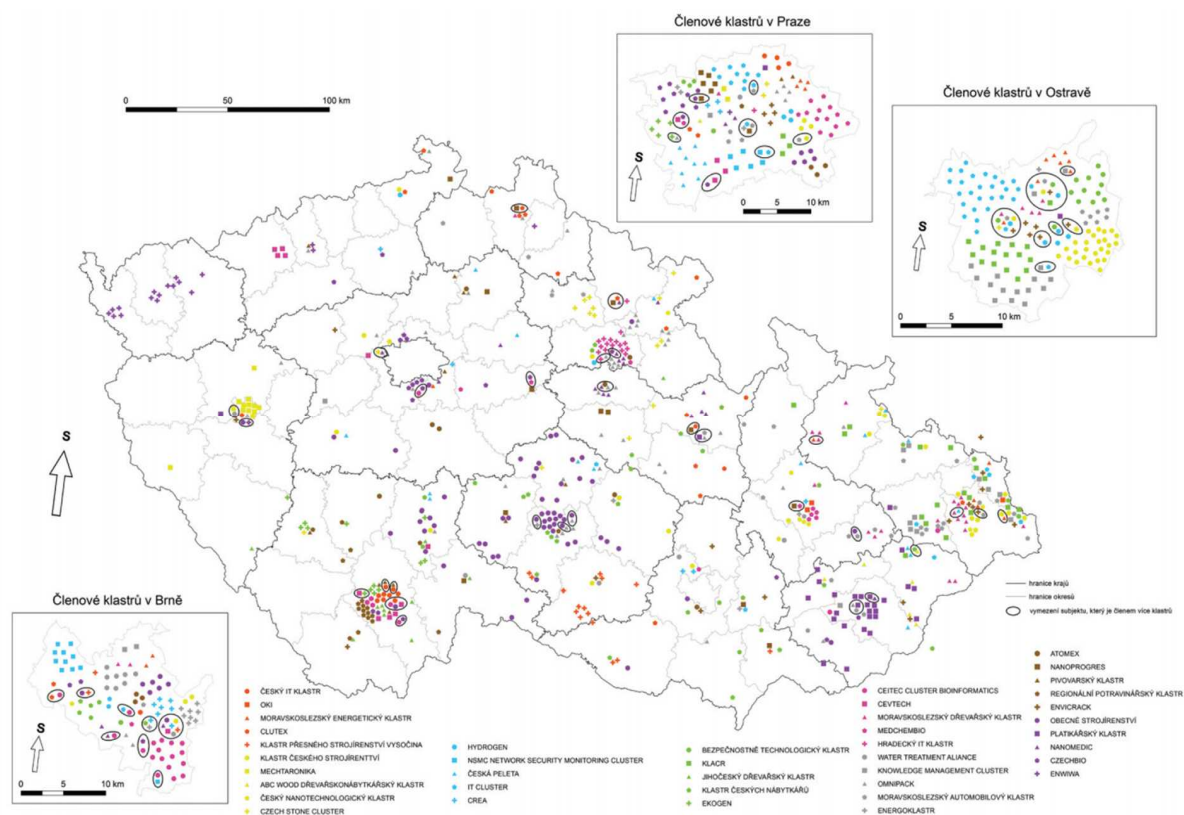 Členové klastrů v Praze
0 50 100 km
S
0 5 10 km
Členové klastrů v Ostravě
S
0 5 10 km
S
Členové klastrů v Brně
S
0 5 10 km
hranice krajů
hranice okresů
vymezení subjektu, který je členem více klastrů
ČESKÝ IT KLASTR
OKI
MORAVSKOSLEZSKÝ ENERGETICKÝ KLASTR
CLUTEX
KLASTR PŘESNÉHO STROJÍRENSTVÍ VYSOČINA
KLASTR ČESKÉHO STROJÍRENTTVÍ
MECHTARONIKA
ABC WOOD DŘEVAŘSKONÁBYTKÁŘSKÝ KLASTR
ČESKÝ NANOTECHNOLOGICKÝ KLASTR
CZECH STONE CLUSTER
HYDROGEN
NSMC NETWORK SECURITY MONITORING CLUSTER
ČESKÁ PELETA
IT CLUSTER
CREA
BEZPEČNOSTNĚ TECHNOLOGICKÝ KLASTR
KLACR
JIHOČESKÝ DŘEVAŘSKÝ KLASTR
KLASTR ČESKÝCH NÁBYTKÁŘŮ
EKOGEN
CEITEC CLUSTER BIOINFORMATICS
CEVTECH
MORAVSKOSLEZSKÝ DŘEVAŘSKÝ KLASTR
MEDCHEMBIO
HRADECKÝ IT KLASTR
WATER TREATMENT ALIANCE
KNOWLEDGE MANAGEMENT CLUSTER
OMNIPACK
MORAVSKOSLEZSKÝ AUTOMOBILOVÝ KLASTR
ENERGOKLASTR
ATOMEX
NANOPROGRES
PIVOVARSKÝ KLASTR
REGIONÁLNÍ POTRAVINÁŘSKÝ KLASTR
ENVICRACK
OBECNÉ STROJÍRENSTVÍ
PLATIKÁŘSKÝ KLASTR
NANOMEDIC
CZECHBIO
ENWIWA